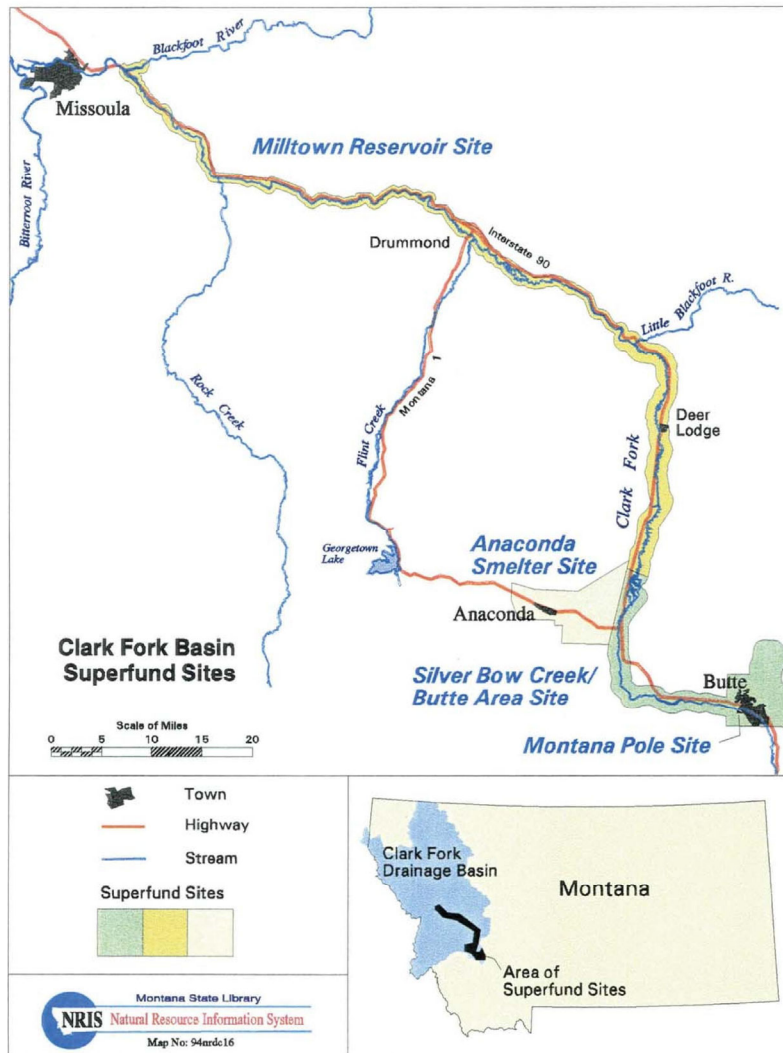 Blackfoot River
Missoula
Bitterroot River
Milltown Reservoir Site
Drummond
Interstate 90
Little Blackfoot R.
Rock Creek
Montana 1
Flint Creek
Deer
Lodge
Clark Fork
Georgetown
Lake
Anaconda
Smelter Site
Anaconda
Clark Fork Basin
Superfund Sites
Silver Bow Creek/
Butte Area Site
Butte
Montana Pole Site
Scale of Miles
0 5 10 15 20
Town
Highway
Stream
Superfund Sites
Clark Fork
Drainage Basin
Montana
Area of
Superfund Sites
Montana State Library
NRIS Natural Resource Information System
Map No: 94nrdc16